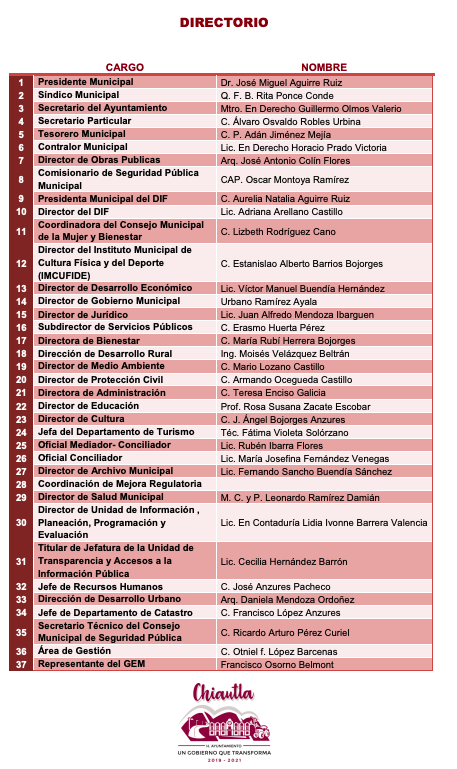 DIRECTORIO
CARGO NOMBRE
1 Presidente Municipal Dr. José Miguel Aguirre Ruiz
2 Síndico Municipal Q. F. B. Rita Ponce Conde
3 Secretario del Ayuntamiento Mtro. En Derecho Guillermo Olmos Valerio
4 Secretario Particular C. Álvaro Osvaldo Robles Urbina
5 Tesorero Municipal C. P. Adán Jiménez Mejía
6 Contralor Municipal Lic. En Derecho Horacio Prado Victoria
7 Director de Obras Publicas Arq. José Antonio Colín Flores
8 Comisionario de Seguridad Pública
Municipal CAP. Oscar Montoya Ramírez
9 Presidenta Municipal del DIF C. Aurelia Natalia Aguirre Ruiz
10 Director del DIF Lic. Adriana Arellano Castillo
11 Coordinadora del Consejo Municipal
de la Mujer y Bienestar C. Lizbeth Rodríguez Cano
12 Director del Instituto Municipal de
Cultura Física y del Deporte
(IMCUFIDE) C. Estanislao Alberto Barrios Bojorges
13 Director de Desarrollo Económico Lic. Víctor Manuel Buendía Hernández
14 Director de Gobierno Municipal Urbano Ramírez Ayala
15 Director de Jurídico Lic. Juan Alfredo Mendoza Ibarguen
16 Subdirector de Servicios Públicos C. Erasmo Huerta Pérez
17 Directora de Bienestar C. María Rubí Herrera Bojorges
18 Dirección de Desarrollo Rural Ing. Moisés Velázquez Beltrán
19 Director de Medio Ambiente C. Mario Lozano Castillo
20 Director de Protección Civil C. Armando Ocegueda Castillo
21 Directora de Administración C. Teresa Enciso Galicia
22 Director de Educación Prof. Rosa Susana Zacate Escobar
23 Director de Cultura C. J. Ángel Bojorges Anzures
24 Jefa del Departamento de Turismo Téc. Fátima Violeta Solórzano
25 Oficial Mediador- Conciliador Lic. Rubén Ibarra Flores
26 Oficial Conciliador Lic. María Josefina Fernández Venegas
27 Director de Archivo Municipal Lic. Fernando Sancho Buendía Sánchez
28 Coordinación de Mejora Regulatoria
29 Director de Salud Municipal M. C. y P. Leonardo Ramírez Damián
30 Director de Unidad de Información ,
Planeación, Programación y
Evaluación Lic. En Contaduría Lidia Ivonne Barrera Valencia
31 Titular de Jefatura de la Unidad de
Transparencia y Accesos a la
Información Pública Lic. Cecilia Hernández Barrón
32 Jefe de Recursos Humanos C. José Anzures Pacheco
33 Dirección de Desarrollo Urbano Arq. Daniela Mendoza Ordoñez
34 Jefe de Departamento de Catastro C. Francisco López Anzures
35 Secretario Técnico del Consejo
Municipal de Seguridad Pública C. Ricardo Arturo Pérez Curiel
36 Área de Gestión C. Otniel f. López Barcenas
37 Representante del GEM Francisco Osorno Belmont
Chiautla
H. AYUNTAMIENTO
UN GOBIERNO QUE TRANSFORMA
2019 - 2021